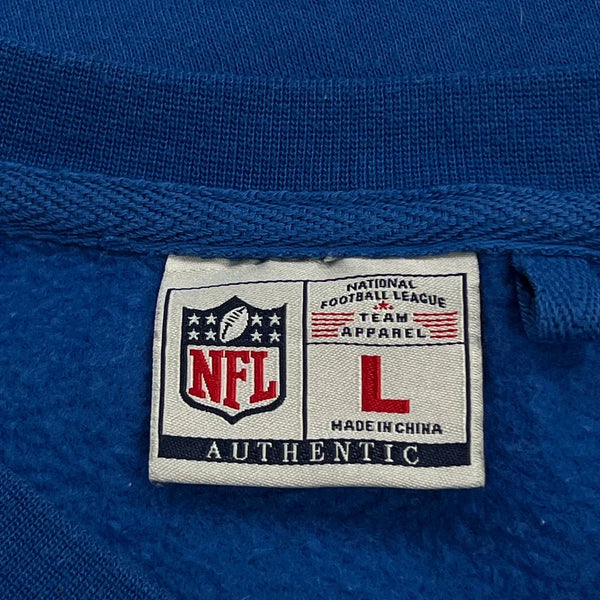 NFL
NATIONAL
FOOTBALL LEAGUE
TEAM
APPAREL
L
MADE IN CHINA
AUTHENTIC